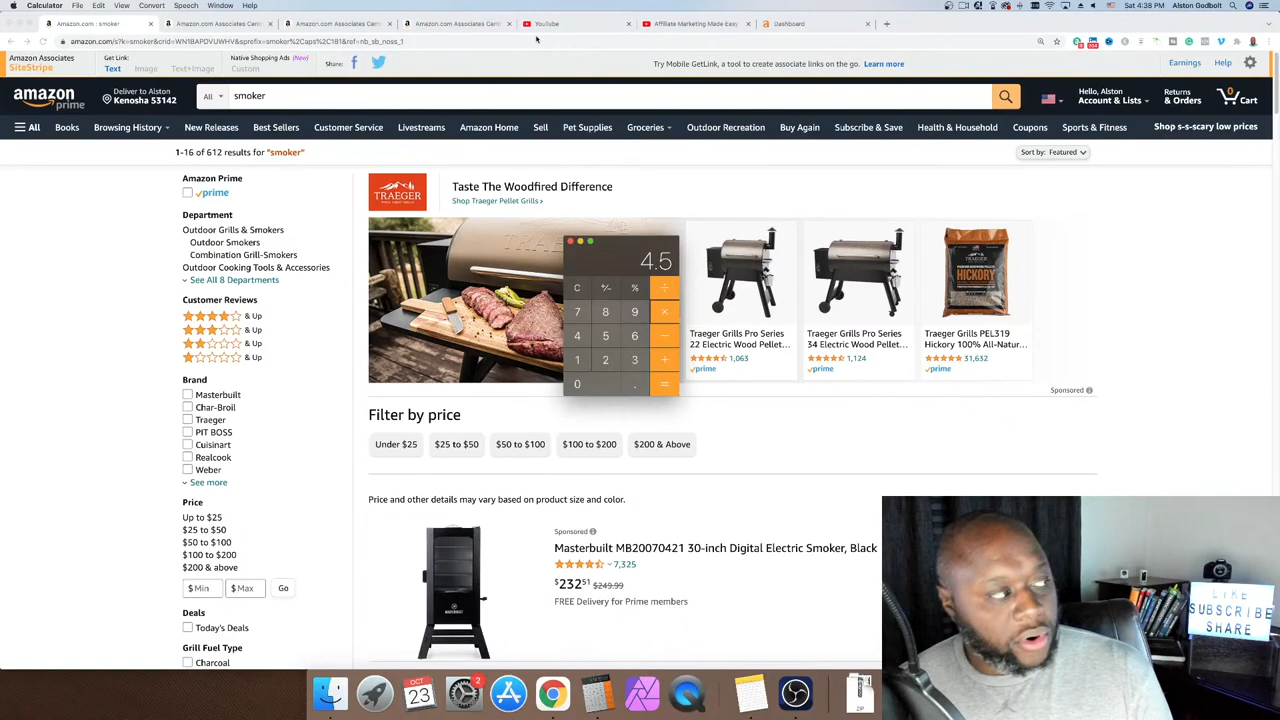 Calculator File Edit View Convert Speech Window Help
Sat 4:38 PM Alston Godbolt
Amazon.com : smoker
Amazon.com Associates Cen
Amazon.com Associates Cen
Amazon.com Associates Cent
YouTube
Affiliate Marketing Made Easy
Dashboard
amazon.com/s?k=smoker&crid=WN1BAPDVUWHV&sprefix=smoker%2Caps%2C181&ref=nb_sb_noss_1
Amazon Associates
SiteStripe
Get Link:
Text Image Text+Image
Native Shopping Ads (New)
Custom
Share:
Try Mobile GetLink, a tool to create associate links on the go. Learn more
Earnings Help
amazon prime
Deliver to Alston
Kenosha 53142
All smoker
Hello, Alston
Account & Lists
Returns
& Orders
0
Cart
All Books Browsing History New Releases Best Sellers Customer Service Livestreams Amazon Home Sell Pet Supplies Groceries Outdoor Recreation Buy Again Subscribe & Save Health & Household Coupons Sports & Fitness Shop s-s-scary low prices
1-16 of 612 results for "smoker"
Sort by: Featured
Amazon Prime
prime
Department
Outdoor Grills & Smokers
Outdoor Smokers
Combination Grill-Smokers
Outdoor Cooking Tools & Accessories
See All 8 Departments
Customer Reviews
& Up
& Up
& Up
& Up
Brand
Masterbuilt
Char-Broil
Traeger
PIT BOSS
Cuisinart
Realcook
Weber
See more
Price
Up to $25
$25 to $50
$50 to $100
$100 to $200
$200 & above
$ Min $ Max Go
Deals
Today's Deals
Grill Fuel Type
Charcoal
TRAEGER
Taste The Woodfired Difference
Shop Traeger Pellet Grills ›
4.5
C +/- % ÷
7 8 9 ×
4 5 6 −
1 2 3 +
0 . =
Traeger Grills Pro Series
22 Electric Wood Pellet...
1,063
prime
Traeger Grills Pro Series
34 Electric Wood Pellet...
1,124
prime
TRAEGER
HICKORY
Traeger Grills PEL319
Hickory 100% All-Natur...
31,632
prime
Sponsored
Filter by price
Under $25 $25 to $50 $50 to $100 $100 to $200 $200 & Above
Price and other details may vary based on product size and color.
Sponsored
Masterbuilt MB20070421 30-inch Digital Electric Smoker, Black
7,325
$232.51 $249.99
FREE Delivery for Prime members
LIKE
SUBSCRIBE
SHARE
OCT
23
2
ZIP